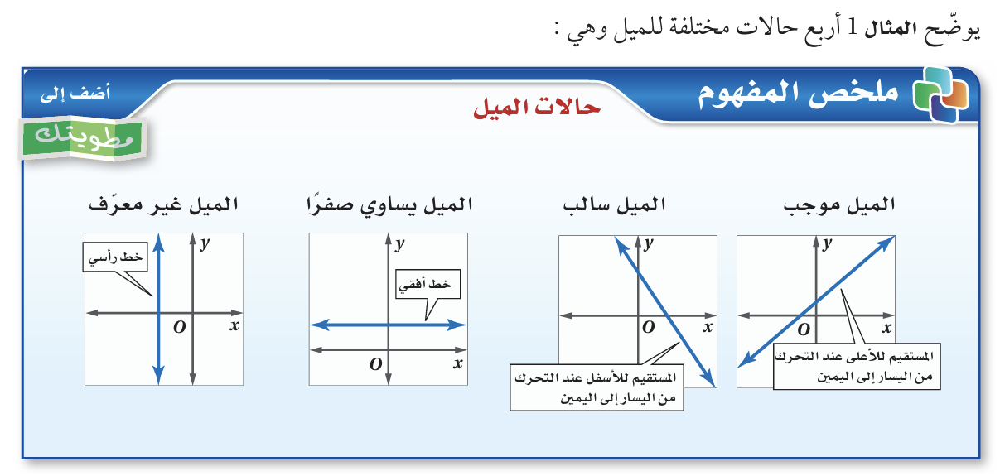 يوضّح المثال 1 أربع حالات مختلفة للميل وهي :
ملخص المفهوم
أضف إلى
مطويتك
حالات الميل
الميل موجب
y
O
x
المستقيم للأعلى عند التحرك
من اليسار إلى اليمين
الميل سالب
y
O
x
المستقيم للأسفل عند التحرك
من اليسار إلى اليمين
الميل يساوي صفرًا
y
خط أفقي
O
x
الميل غير معرّف
y
خط رأسي
O
x